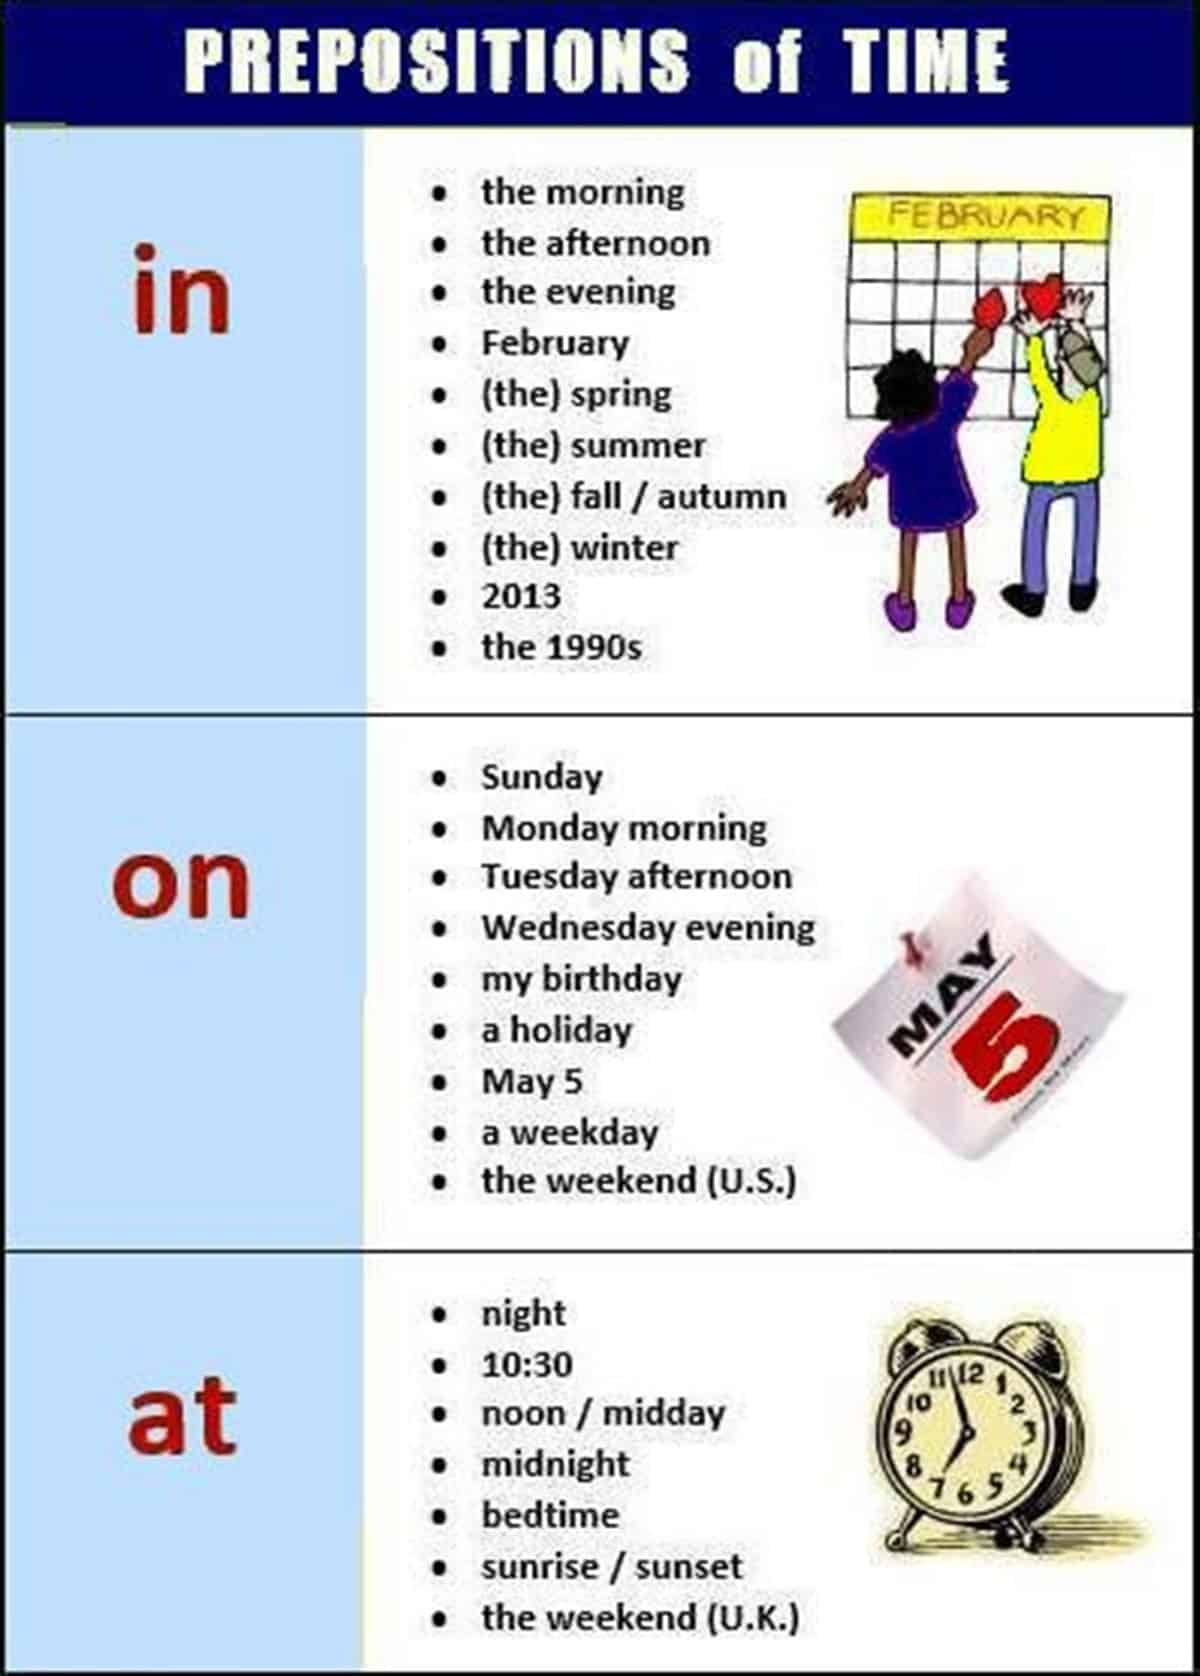 PREPOSITIONS of TIME
in
• the morning
• the afternoon
• the evening
• February
• (the) spring
• (the) summer
• (the) fall / autumn
• (the) winter
• 2013
• the 1990s
FEBRUARY
on
• Sunday
• Monday morning
• Tuesday afternoon
• Wednesday evening
• my birthday
• a holiday
• May 5
• a weekday
• the weekend (U.S.)
MAY
5
at
• night
• 10:30
• noon / midday
• midnight
• bedtime
• sunrise / sunset
• the weekend (U.K.)
12
1
2
3
4
5
6
7
8
9
10
11